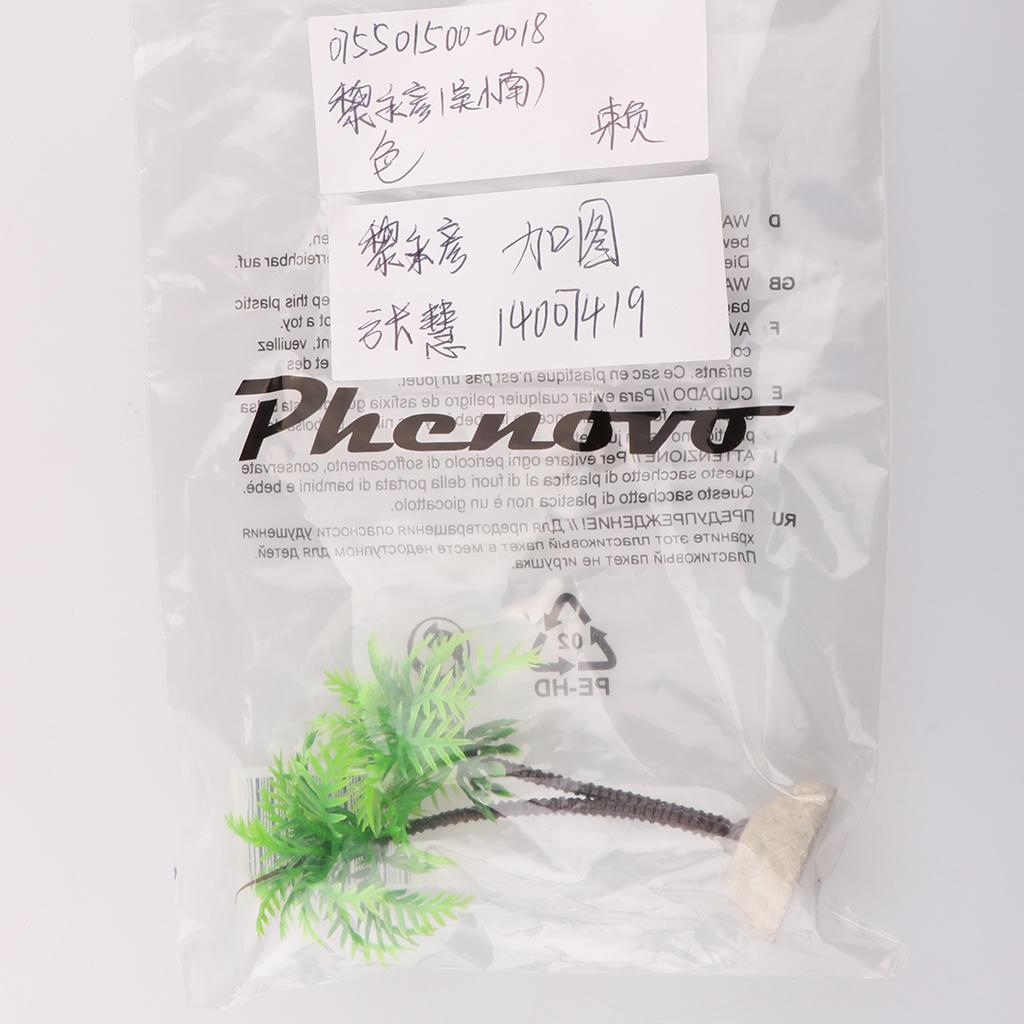 015501500-0018
黎永彦(吴小南)
色
赖
黎永彦 加图
张慧 14007419
D WA
bew
Die
en,
erreichbar auf.
GB WA
ba
ep this plastic
ot a toy.
F AV
co
nt, veuillez
e et des
enfants. Ce sac en plastique n'est pas un jouet.
E CUIDADO // Para evitar cualquier peligro de asfixia
Phenovo
I ATTENZIONE // Per evitare ogni pericolo di soffocamento, conservate
questo sacchetto di plastica al di fuori della portata di bambini e bebè.
Questo sacchetto di plastica non è un giocattolo.
RU ПРЕДУПРЕЖДЕНИЕ! // Для предотвращения опасности удушения
храните этот пластиковый пакет в месте недоступном для детей.
Пластиковый пакет не игрушка.
02
PE-HD